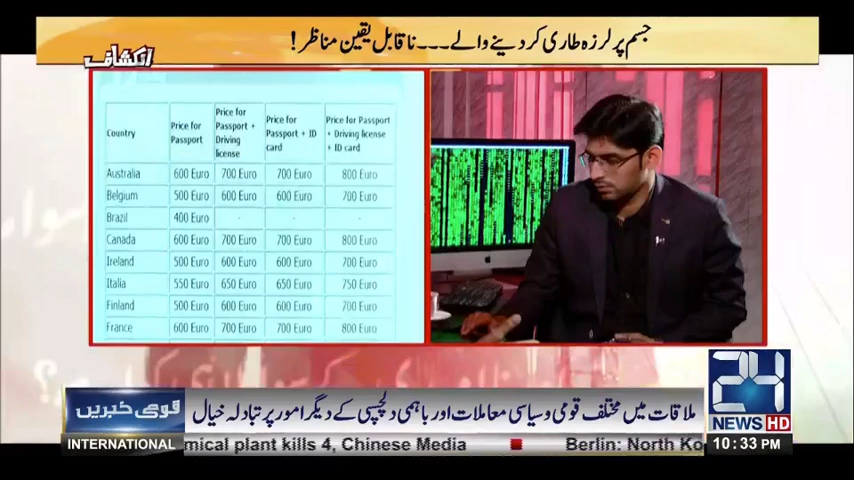 جسم پر لرزہ طاری کر دینے والے۔۔۔ ناقابل یقین مناظر!
انکشاف
Country Price for Passport Price for Passport + Driving license Price for Passport + ID card Price for Passport + Driving license + ID card
Australia 600 Euro 700 Euro 700 Euro 800 Euro
Belgium 500 Euro 600 Euro 600 Euro 700 Euro
Brazil 400 Euro - - -
Canada 600 Euro 700 Euro 700 Euro 800 Euro
Ireland 500 Euro 600 Euro 600 Euro 700 Euro
Italia 550 Euro 650 Euro 650 Euro 750 Euro
Finland 500 Euro 600 Euro 600 Euro 700 Euro
France 600 Euro 700 Euro 700 Euro 800 Euro
قومی خبریں
ملاقات میں مختلف قومی و سیاسی معاملات اور باہمی دلچسپی کے دیگر امور پر تبادلہ خیال
24
NEWS HD
INTERNATIONAL
mical plant kills 4, Chinese Media
Berlin: North Ko
10:33 PM